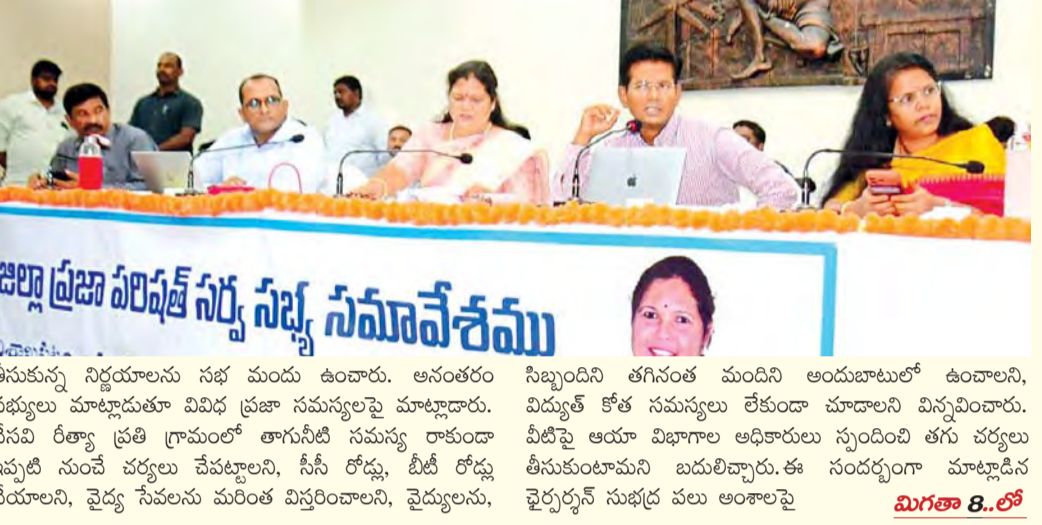 జిల్లా ప్రజా పరిషత్ సర్వ సభ్య సమావేశము
తీసుకున్న నిర్ణయాలను సభ ముందు ఉంచారు. అనంతరం
సభ్యులు మాట్లాడుతూ వివిధ ప్రజా సమస్యలపై మాట్లాడారు.
వేసవి రీత్యా ప్రతి గ్రామంలో తాగునీటి సమస్య రాకుండా
ఇప్పటి నుంచే చర్యలు చేపట్టాలని, సీసీ రోడ్లు, బీటీ రోడ్లు
వేయాలని, వైద్య సేవలను మరింత విస్తరించాలని, వైద్యులను,
సిబ్బందిని తగినంత మందిని అందుబాటులో ఉంచాలని,
విద్యుత్ కోత సమస్యలు లేకుండా చూడాలని విన్నవించారు.
వీటిపై ఆయా విభాగాల అధికారులు స్పందించి తగు చర్యలు
తీసుకుంటామని బదులిచ్చారు.ఈ సందర్భంగా మాట్లాడిన
ఛైర్పర్సన్ సుభద్ర పలు అంశాలపై
మిగతా 8..లో